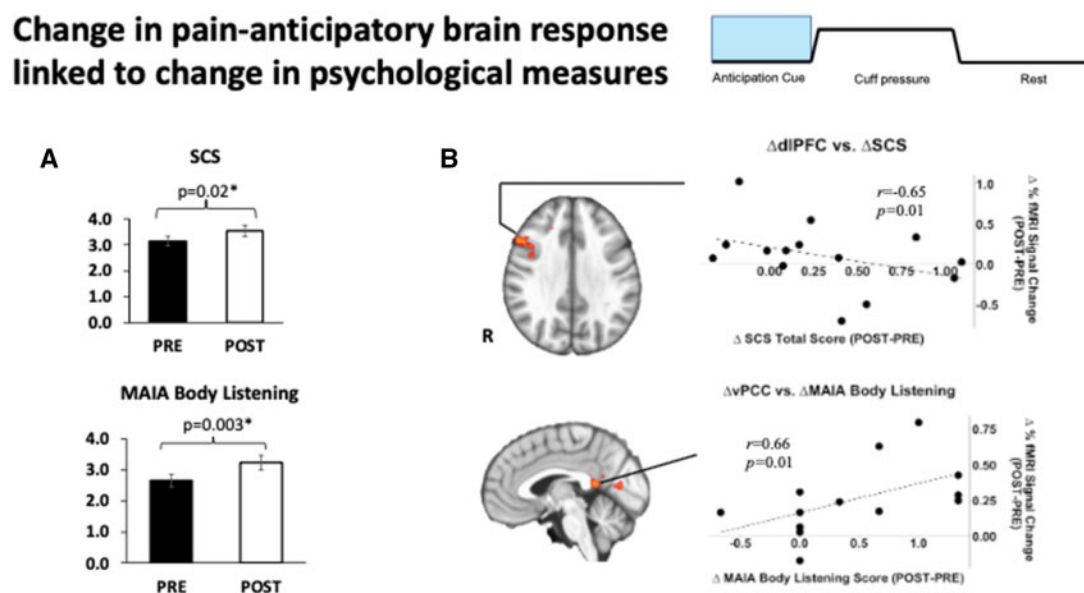 Change in pain-anticipatory brain response
linked to change in psychological measures
Anticipation Cue
Cuff pressure
Rest
A
SCS
p=0.02*
4.0
3.0
2.0
1.0
0.0
PRE
POST
MAIA Body Listening
p=0.003*
4.0
3.0
2.0
1.0
0.0
PRE
POST
B
R
ΔdlPFC vs. ΔSCS
r=-0.65
p=0.01
1.0
0.5
0.0
-0.5
0.00
0.25
0.50
0.75
1.00
Δ % fMRI Signal Change
(POST-PRE)
Δ SCS Total Score (POST-PRE)
ΔvPCC vs. ΔMAIA Body Listening
r=0.66
p=0.01
0.75
0.50
0.25
0.00
-0.5
0.0
0.5
1.0
Δ % fMRI Signal Change
(POST-PRE)
Δ MAIA Body Listening Score (POST-PRE)